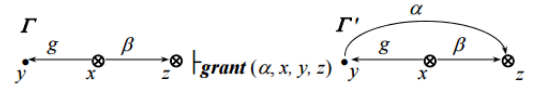 Γ Γ' α
g β ⊢grant (α, x, y, z) g β
y x z y x z